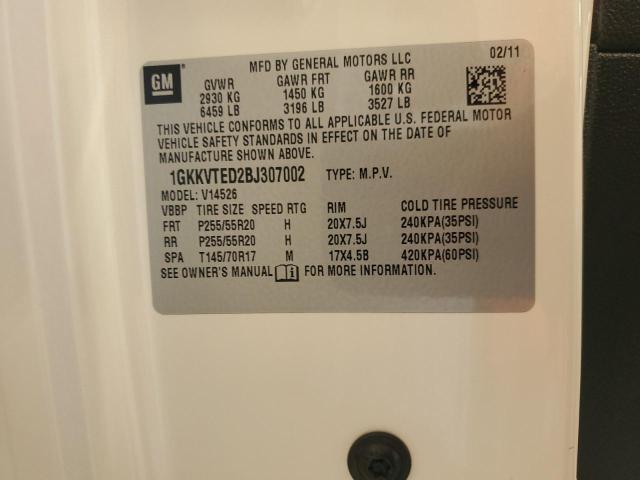 MFD BY GENERAL MOTORS LLC 02/11
GM
GVWR GAWR FRT GAWR RR
2930 KG 1450 KG 1600 KG
6459 LB 3196 LB 3527 LB
THIS VEHICLE CONFORMS TO ALL APPLICABLE U.S. FEDERAL MOTOR
VEHICLE SAFETY STANDARDS IN EFFECT ON THE DATE OF
MANUFACTURE SHOWN ABOVE.
1GKKVTED2BJ307002 TYPE: M.P.V.
MODEL: V14526
VBBP TIRE SIZE SPEED RTG RIM COLD TIRE PRESSURE
FRT P255/55R20 H 20X7.5J 240KPA(35PSI)
RR P255/55R20 H 20X7.5J 240KPA(35PSI)
SPA T145/70R17 M 17X4.5B 420KPA(60PSI)
SEE OWNER'S MANUAL FOR MORE INFORMATION.